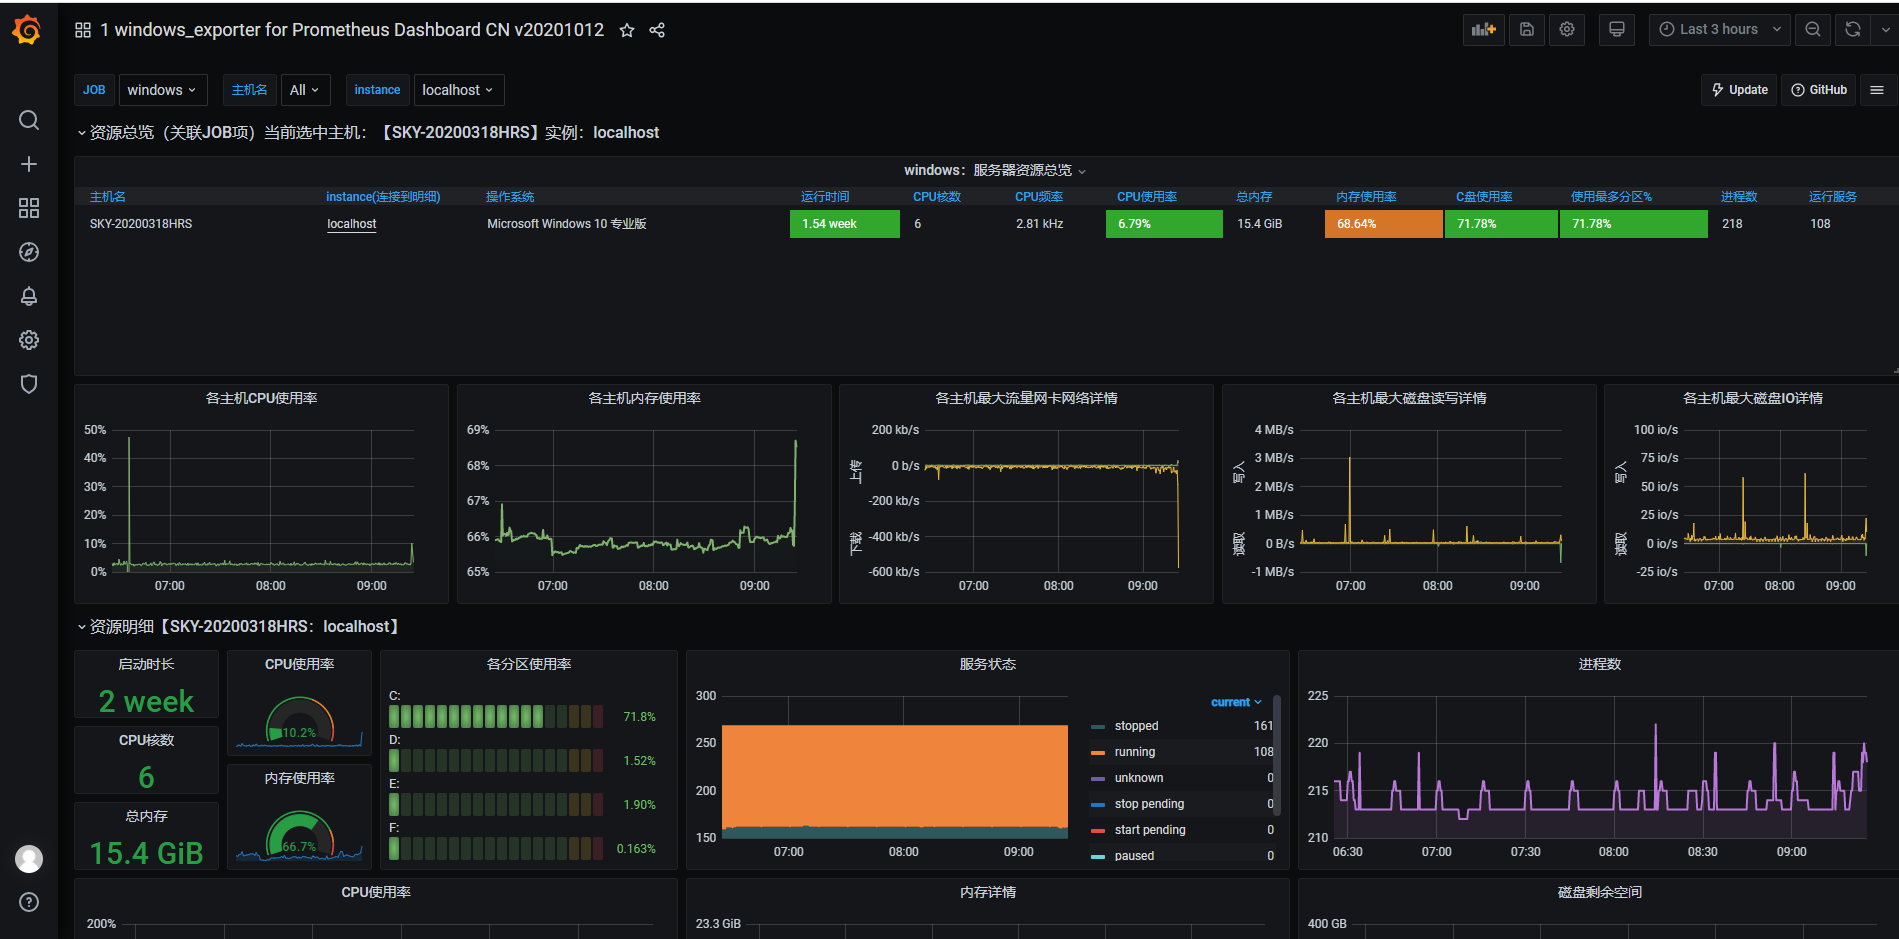 1 windows_exporter for Prometheus Dashboard CN v20201012
Last 3 hours
JOB windows 主机名 All instance localhost
Update GitHub
资源总览（关联JOB项）当前选中主机：【SKY-20200318HRS】实例：localhost
windows：服务器资源总览
主机名 instance(连接到明细) 操作系统 运行时间 CPU核数 CPU频率 CPU使用率 总内存 内存使用率 C盘使用率 使用最多分区% 进程数 运行服务
SKY-20200318HRS localhost Microsoft Windows 10 专业版 1.54 week 6 2.81 kHz 6.79% 15.4 GiB 68.64% 71.78% 71.78% 218 108
各主机CPU使用率
50%
40%
30%
20%
10%
0%
07:00 08:00 09:00
各主机内存使用率
69%
68%
67%
66%
65%
07:00 08:00 09:00
各主机最大流量网卡网络详情
上传
下载
200 kb/s
0 b/s
-200 kb/s
-400 kb/s
-600 kb/s
07:00 08:00 09:00
各主机最大磁盘读写详情
写入
读取
4 MB/s
3 MB/s
2 MB/s
1 MB/s
0 B/s
-1 MB/s
07:00 08:00 09:00
各主机最大磁盘IO详情
写入
读取
100 io/s
75 io/s
50 io/s
25 io/s
0 io/s
-25 io/s
07:00 08:00 09:00
资源明细【SKY-20200318HRS：localhost】
启动时长
2 week
CPU核数
6
总内存
15.4 GiB
CPU使用率
10.2%
内存使用率
66.7%
各分区使用率
C:
71.8%
D:
1.52%
E:
1.90%
F:
0.163%
服务状态
300
250
200
150
07:00 08:00 09:00
current
stopped 161
running 108
unknown 0
stop pending 0
start pending 0
paused 0
进程数
225
220
215
210
06:30 07:00 07:30 08:00 08:30 09:00
CPU使用率
200%
内存详情
23.3 GiB
磁盘剩余空间
400 GB